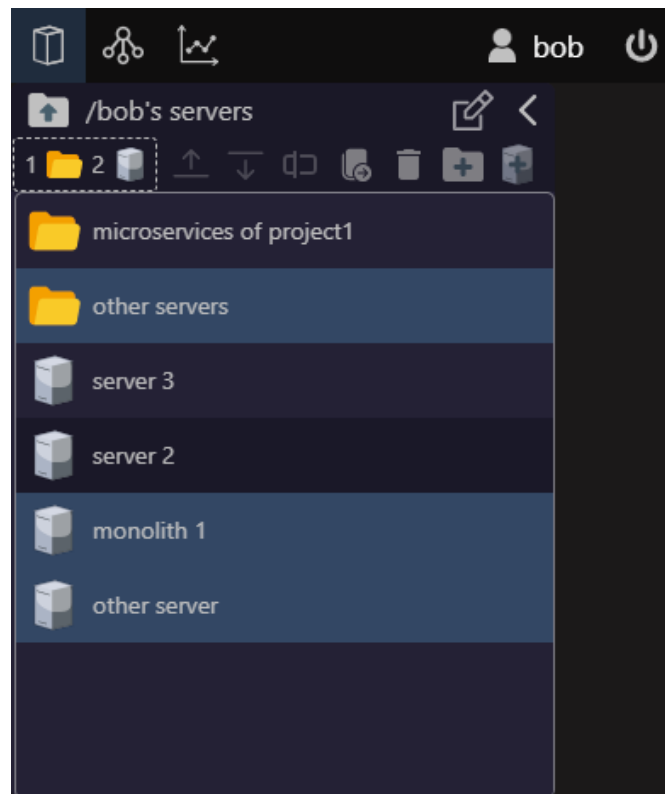 bob
/bob's servers
1 2
microservices of project1
other servers
server 3
server 2
monolith 1
other server